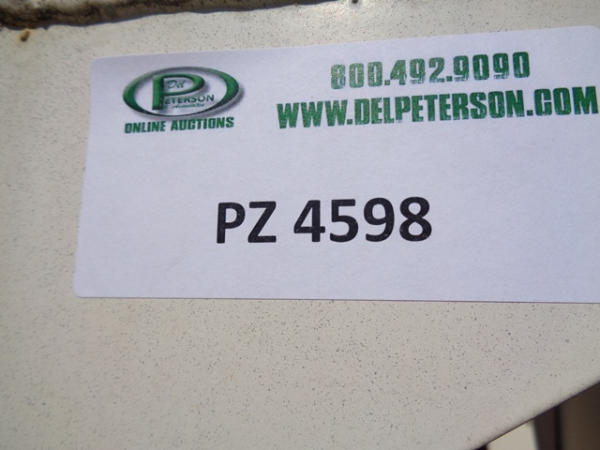 Del
PETERSON
ONLINE AUCTIONS
800.492.9090
WWW.DELPETERSON.COM
PZ 4598